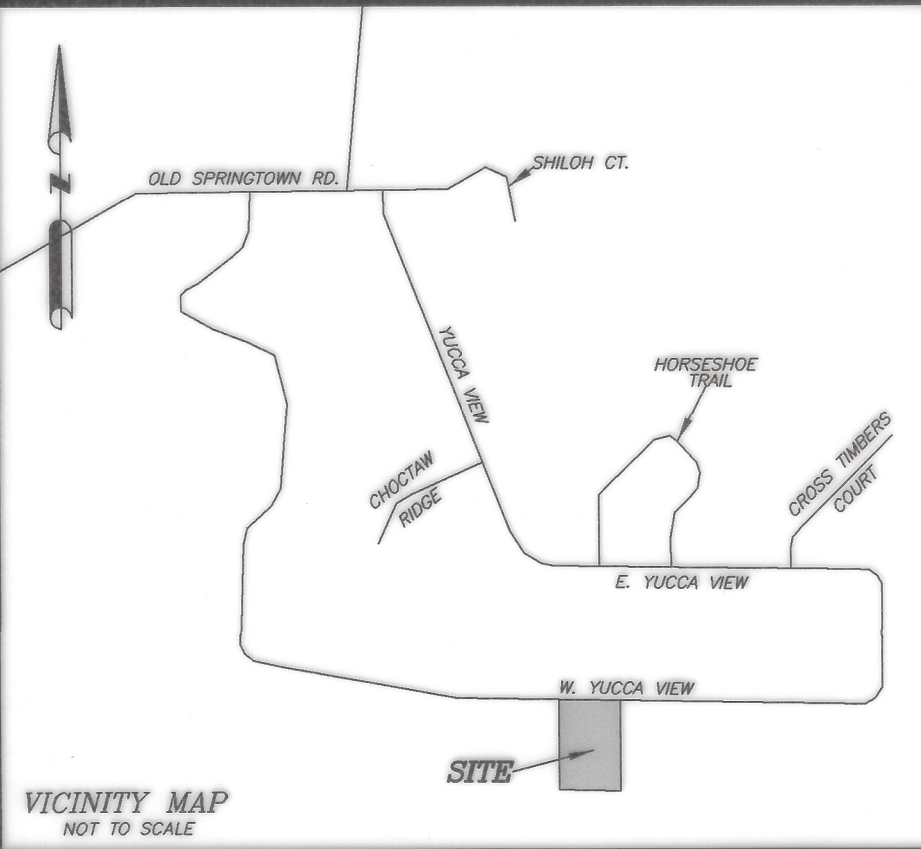 N
OLD SPRINGTOWN RD.
SHILOH CT.
YUCCA VIEW
HORSESHOE
TRAIL
CHOCTAW
RIDGE
CROSS TIMBERS
COURT
E. YUCCA VIEW
W. YUCCA VIEW
SITE
VICINITY MAP
NOT TO SCALE